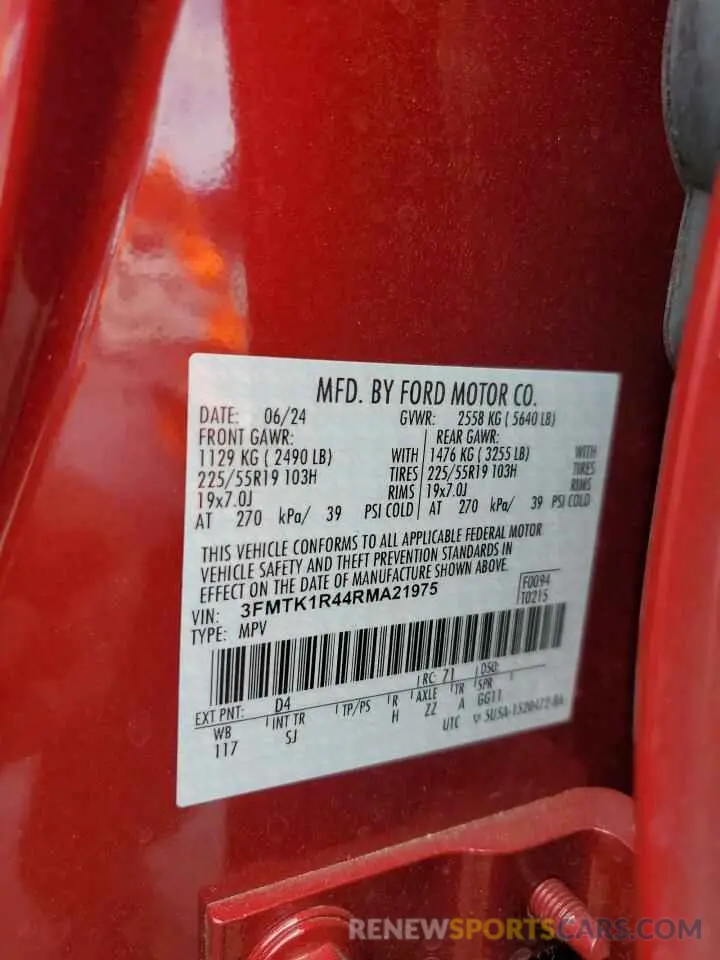 MFD. BY FORD MOTOR CO.
DATE: 06/24 GVWR: 2558 KG ( 5640 LB)
FRONT GAWR: REAR GAWR:
1129 KG ( 2490 LB) WITH 1476 KG ( 3255 LB) WITH
225/55R19 103H TIRES 225/55R19 103H TIRES
19x7.0J RIMS 19x7.0J RIMS
AT 270 kPa/ 39 PSI COLD AT 270 kPa/ 39 PSI COLD
THIS VEHICLE CONFORMS TO ALL APPLICABLE FEDERAL MOTOR
VEHICLE SAFETY AND THEFT PREVENTION STANDARDS IN
EFFECT ON THE DATE OF MANUFACTURE SHOWN ABOVE.
VIN: 3FMTK1R44RMA21975 F0094
TYPE: MPV T0215
EXT PNT: D4 RC: 71 DSO:
WB INT TR TP/PS R AXLE TR SPR
117 SJ H ZZ A GG11
UTC
RENEWSPORTSCARS.COM